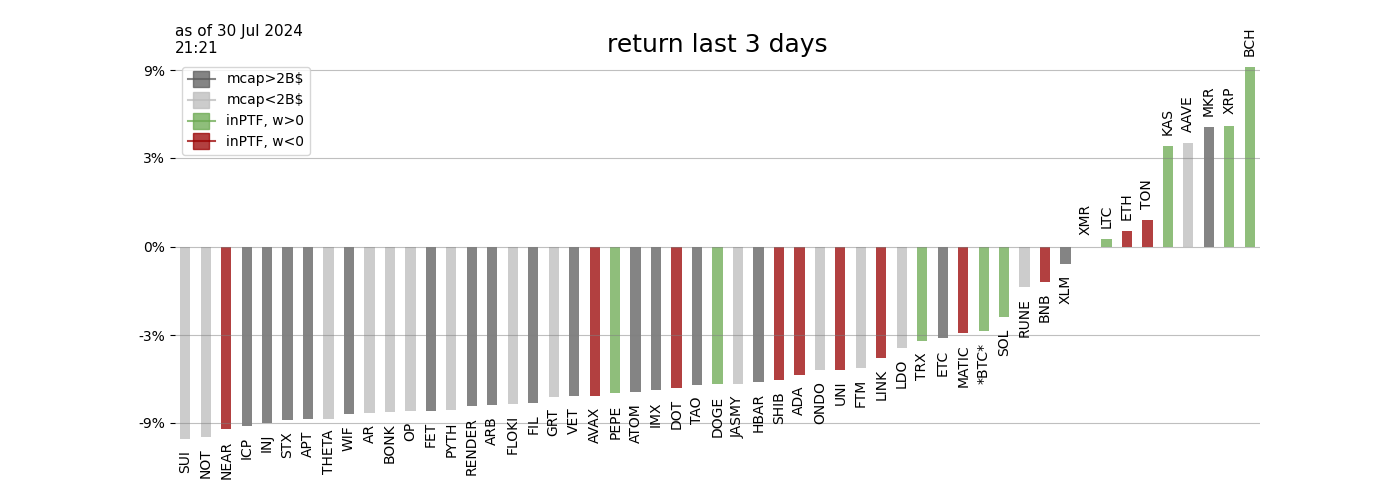 as of 30 Jul 2024
21:21
return last 3 days
mcap>2B$
mcap<2B$
inPTF, w>0
inPTF, w<0
9%
3%
0%
-3%
-9%
SUI
NOT
NEAR
ICP
INJ
STX
APT
THETA
WIF
AR
BONK
OP
FET
PYTH
RENDER
ARB
FLOKI
FIL
GRT
VET
AVAX
PEPE
ATOM
IMX
DOT
TAO
DOGE
JASMY
HBAR
SHIB
ADA
ONDO
UNI
FTM
LINK
LDO
TRX
ETC
MATIC
*BTC*
SOL
RUNE
BNB
XLM
XMR
LTC
ETH
TON
KAS
AAVE
MKR
XRP
BCH